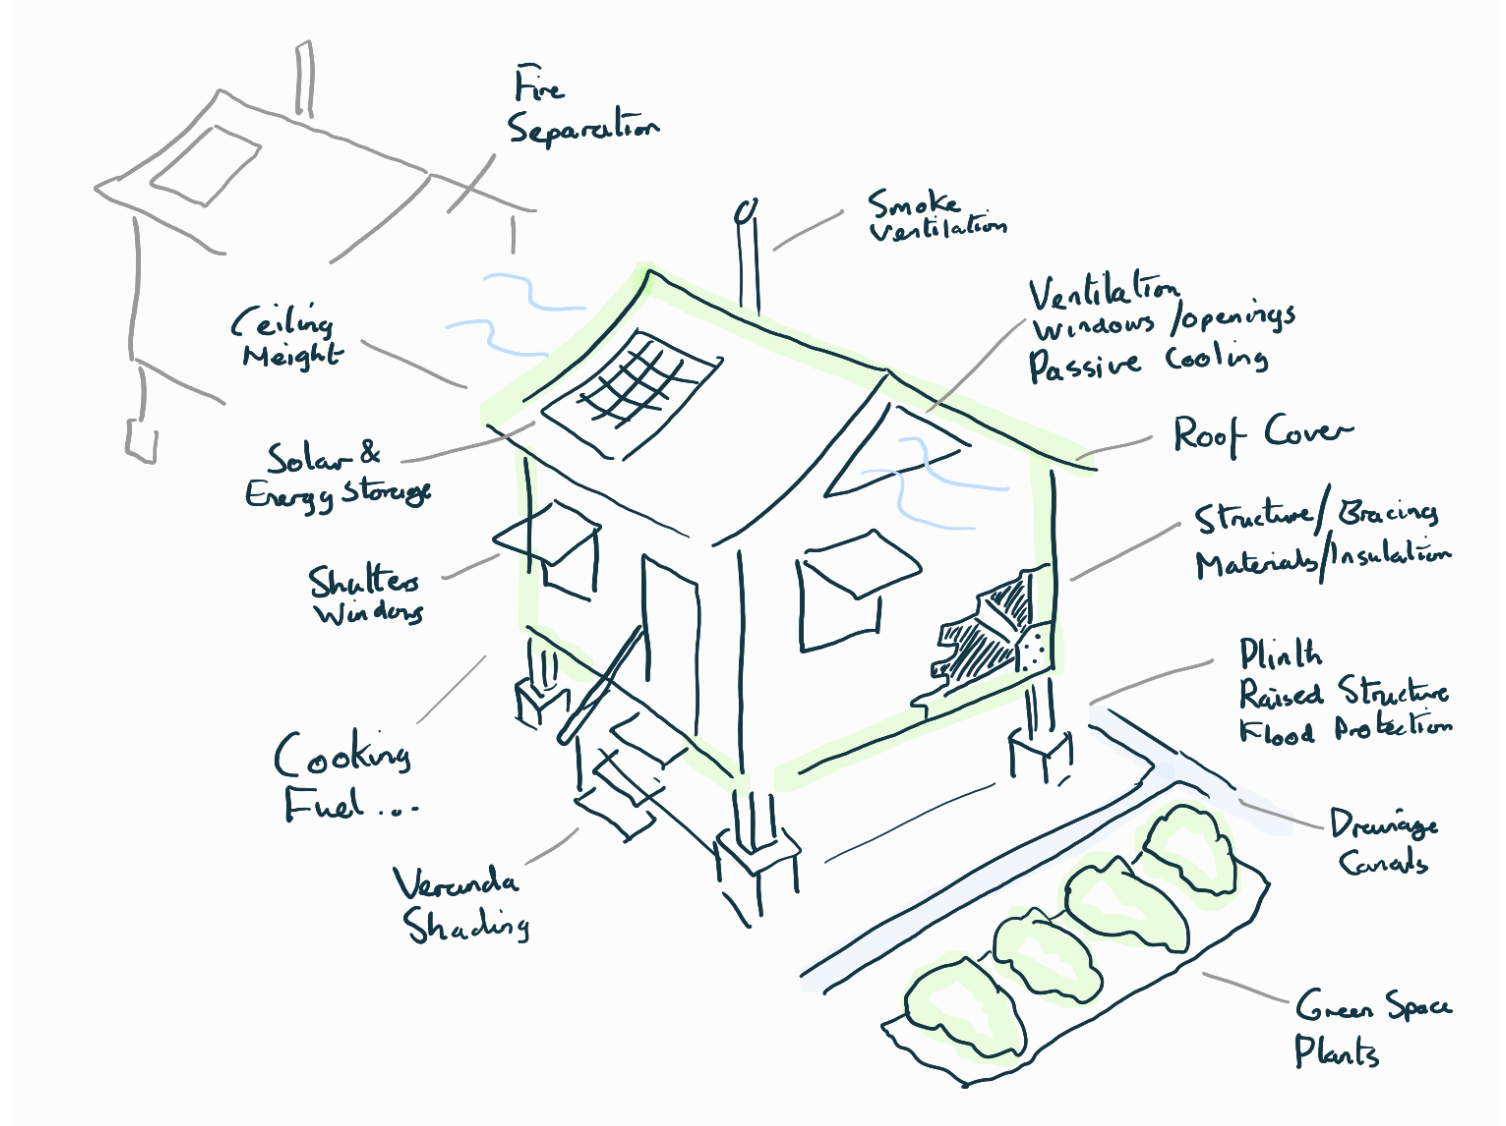 Fire
Separation
Smoke
Ventilation
Ventilation
Windows/openings
Passive Cooling
Ceiling
Height
Roof Cover
Solar &
Energy Storage
Structure/Bracing
Materials/Insulation
Shutters
Windows
Plinth
Raised Structure
Flood Protection
Cooking
Fuel...
Drainage
Canals
Veranda
Shading
Green Space
Plants